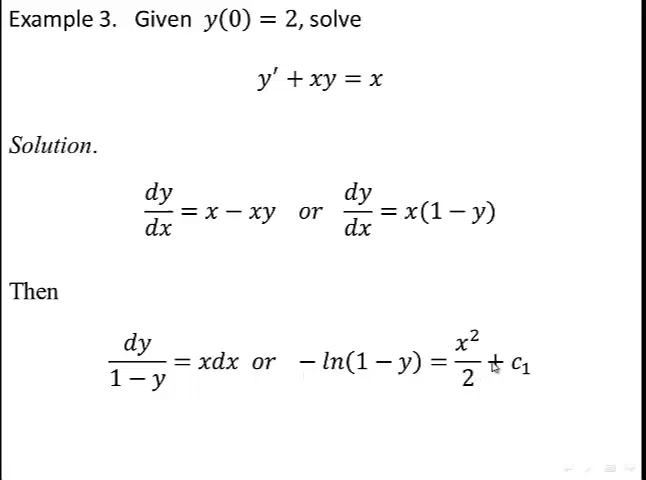 Example 3. Given y(0) = 2, solve
y′ + xy = x
Solution.
dy/dx = x − xy or dy/dx = x(1 − y)
Then
dy/(1 − y) = xdx or − ln(1 − y) = x²/2 + c₁